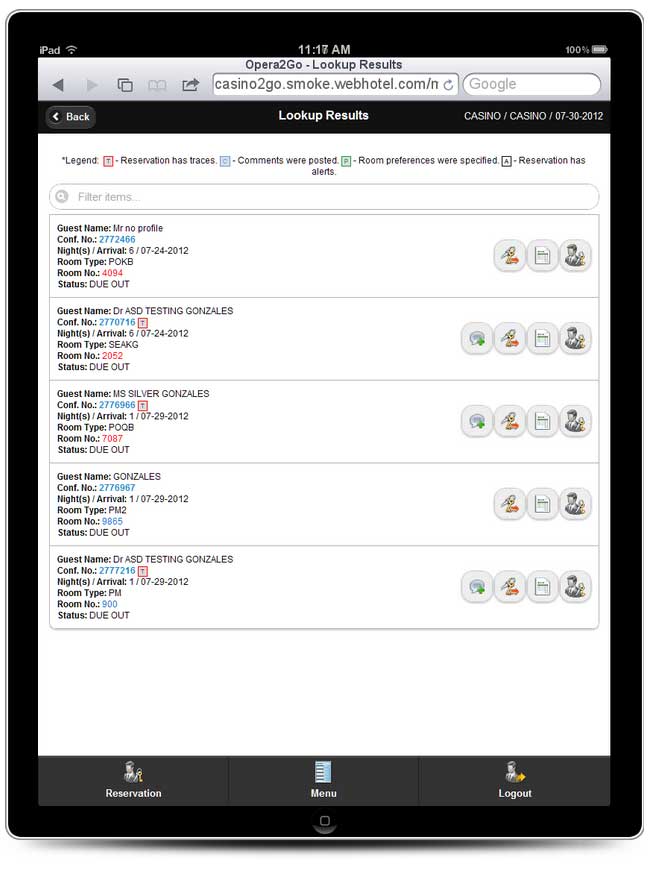 iPad 11:17 AM 100%
Opera2Go - Lookup Results
casino2go.smoke.webhotel.com/n Google
Back Lookup Results CASINO / CASINO / 07-30-2012
*Legend: T - Reservation has traces. C - Comments were posted. P - Room preferences were specified. A - Reservation has
alerts.
Filter items...
Guest Name: Mr no profile
Conf. No.: 2772466
Night(s) / Arrival: 6 / 07-24-2012
Room Type: POKB
Room No.: 4094
Status: DUE OUT
Guest Name: Dr ASD TESTING GONZALES
Conf. No.: 2770716 T
Night(s) / Arrival: 6 / 07-24-2012
Room Type: SEAKG
Room No.: 2052
Status: DUE OUT
Guest Name: MS SILVER GONZALES
Conf. No.: 2776966 T
Night(s) / Arrival: 1 / 07-29-2012
Room Type: POQB
Room No.: 7087
Status: DUE OUT
Guest Name: GONZALES
Conf. No.: 2776967
Night(s) / Arrival: 1 / 07-29-2012
Room Type: PM2
Room No.: 9865
Status: DUE OUT
Guest Name: Dr ASD TESTING GONZALES
Conf. No.: 2777216 T
Night(s) / Arrival: 1 / 07-29-2012
Room Type: PM
Room No.: 900
Status: DUE OUT
Reservation Menu Logout